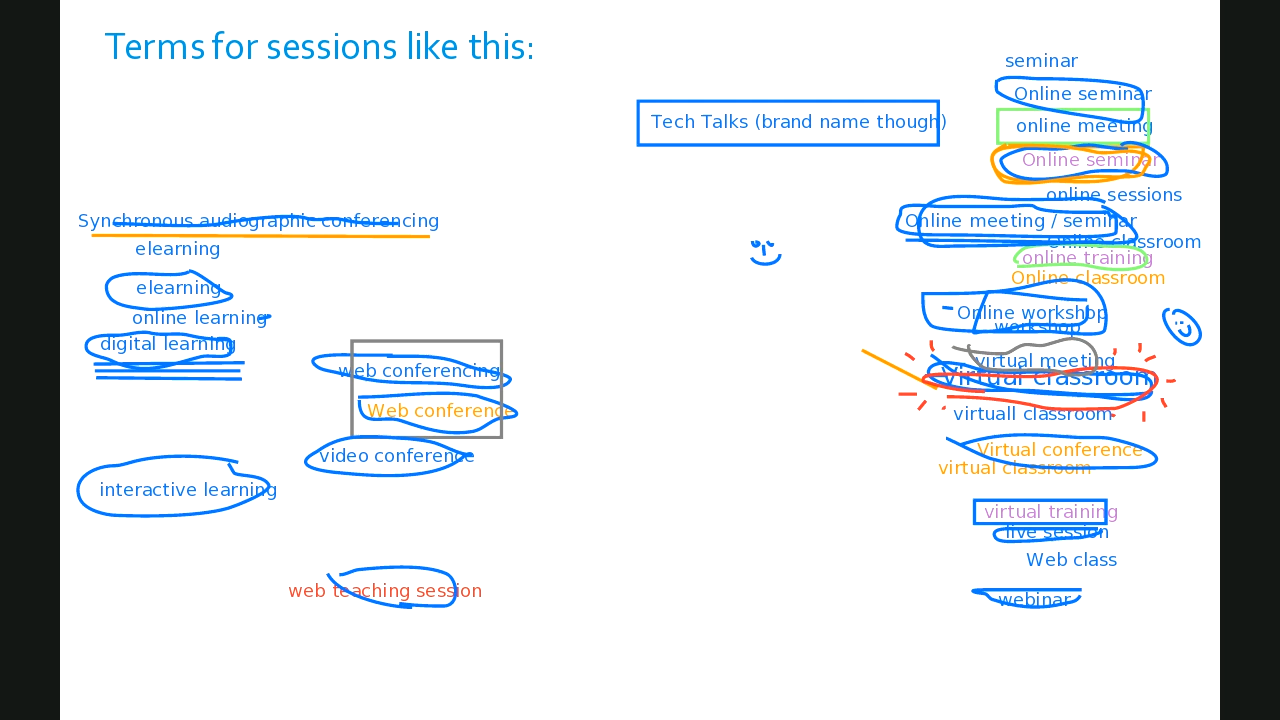 Terms for sessions like this:
Tech Talks (brand name though)
Synchronous audiographic conferencing
elearning
elearning
online learning
digital learning
web conferencing
Web conference
video conference
interactive learning
web teaching session
seminar
Online seminar
online meeting
Online seminar
online sessions
Online meeting / seminar
Online classroom
online training
Online classroom
Online workshop
workshop
virtual meeting
Virtual classroom
virtuall classroom
Virtual conference
virtual classroom
virtual training
live session
Web class
webinar